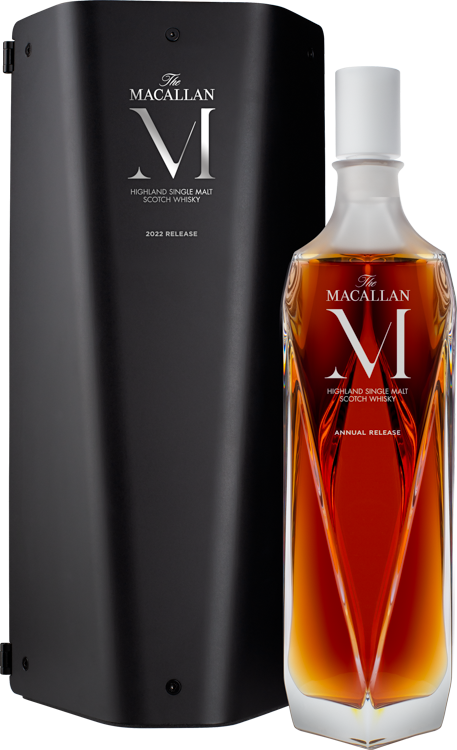 The
MACALLAN
M
HIGHLAND SINGLE MALT
SCOTCH WHISKY
2022 RELEASE
The
MACALLAN
M
HIGHLAND SINGLE MALT
SCOTCH WHISKY
ANNUAL RELEASE